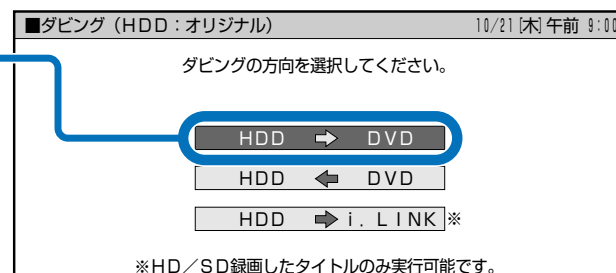 ■ダビング（HDD：オリジナル） 10/21[木]午前 9:00
ダビングの方向を選択してください。
HDD ⇨ DVD
HDD ⬅ DVD
HDD ➡ i. LINK ※
※HD／SD録画したタイトルのみ実行可能です。